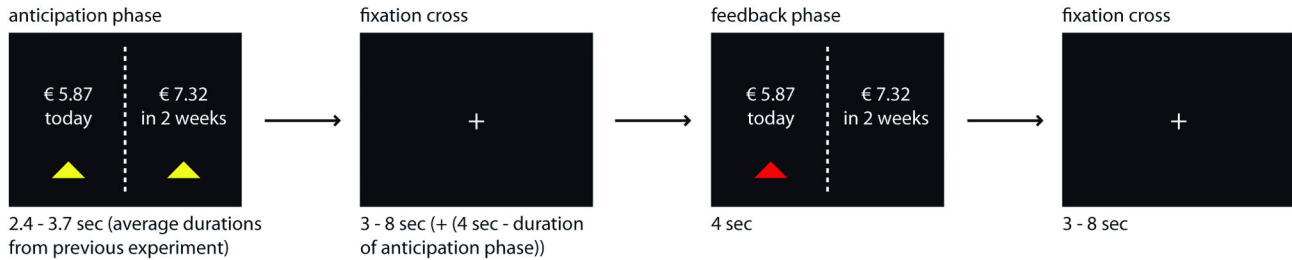 anticipation phase
€ 5.87
today
€ 7.32
in 2 weeks
2.4 - 3.7 sec (average durations
from previous experiment)
fixation cross
+
3 - 8 sec (+ (4 sec - duration
of anticipation phase))
feedback phase
€ 5.87
today
€ 7.32
in 2 weeks
4 sec
fixation cross
+
3 - 8 sec